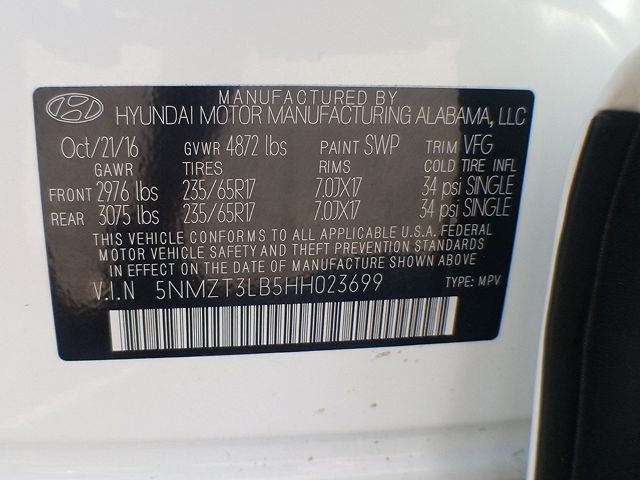 MANUFACTURED BY
HYUNDAI MOTOR MANUFACTURING ALABAMA, LLC
Oct/21/16 GVWR 4872 lbs PAINT SWP TRIM VFG
GAWR TIRES RIMS COLD TIRE INFL
FRONT 2976 lbs 235/65R17 7.0JX17 34 psi SINGLE
REAR 3075 lbs 235/65R17 7.0JX17 34 psi SINGLE
THIS VEHICLE CONFORMS TO ALL APPLICABLE U.S.A. FEDERAL
MOTOR VEHICLE SAFETY AND THEFT PREVENTION STANDARDS
IN EFFECT ON THE DATE OF MANUFACTURE SHOWN ABOVE
V.I.N 5NMZT3LB5HH023699 TYPE: MPV